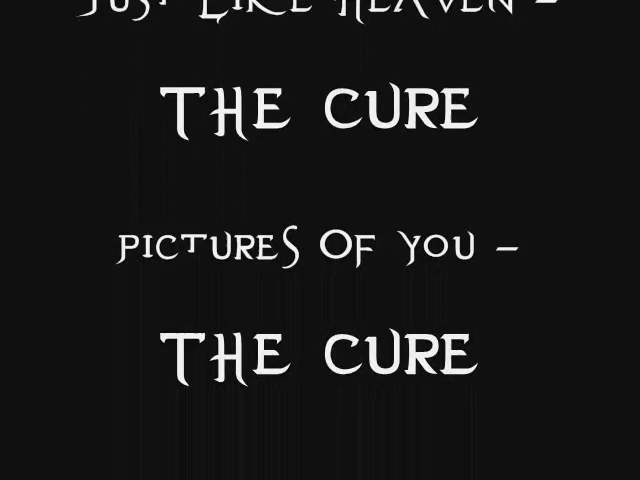 JUST LIKE HEAVEN –
THE CURE
PICTURES OF YOU –
THE CURE